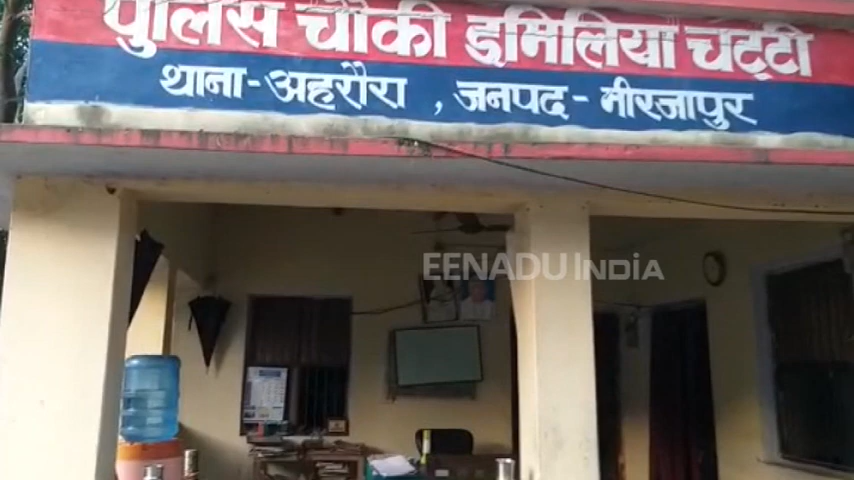 पुलिस चौकी इमिलिया चट्टी
थाना - अहरौरा , जनपद - मीरजापुर
EENADU INDIA